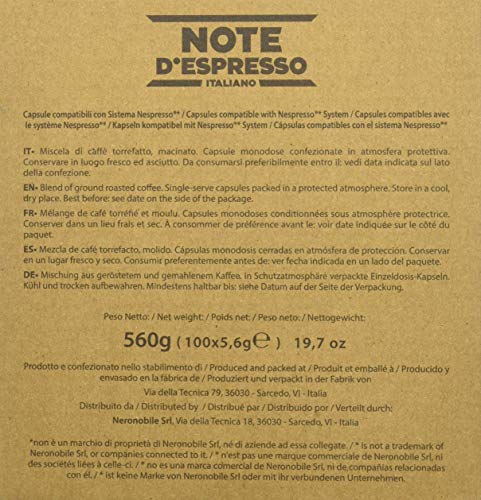 NOTE
D'ESPRESSO
ITALIANO
Capsule compatibili con Sistema Nespresso** / Capsules compatible with Nespresso** System / Capsules compatibles avec
le système Nespresso** / Kapseln kompatibel mit Nespresso** System / Cápsulas compatibles con el sistema Nespresso**
IT• Miscela di caffè torrefatto, macinato. Capsule monodose confezionate in atmosfera protettiva.
Conservare in luogo fresco ed asciutto. Da consumarsi preferibilmente entro il: vedi data indicata sul lato
della confezione.
EN• Blend of ground roasted coffee. Single-serve capsules packed in a protected atmosphere. Store in a cool,
dry place. Best before: see date on the side of the package.
FR• Mélange de café torréfié et moulu. Capsules monodoses conditionnées sous atmosphère protectrice.
Conserver dans un lieu frais et sec. À consommer de préférence avant le: voir date indiquée sur le côté du
paquet.
ES• Mezcla de café torrefacto, molido. Cápsulas monodosis cerradas en atmósfera de protección. Conservar
en un lugar fresco y seco. Consumir preferentemente antes de: ver fecha indicada en un lado del paquete.
DE• Mischung aus geröstetem und gemahlenem Kaffee, in Schutzatmosphäre verpackte Einzeldosis-Kapseln.
Kühl und trocken aufbewahren. Mindestens haltbar bis: siehe Datum auf der Seite der Verpackung.
Peso Netto: / Net weight: / Poids net: / Peso neto: / Nettogewicht:
560g (100x5,6g℮) 19,7 oz
Prodotto e confezionato nello stabilimento di / Produced and packed at / Produit et emballé à / Producido y
envasado en la fábrica de / Produziert und verpackt in der Fabrik von
Via della Tecnica 79, 36030 - Sarcedo, VI - Italia
Distribuito da / Distributed by / Distribué par / Distribuido por / Verteilt durch:
Neronobile Srl, Via della Tecnica 18, 36030 - Sarcedo, VI - Italia
*non è un marchio di proprietà di Neronobile Srl, né di aziende ad essa collegate. / * is not a trademark of
Neronobile Srl, or companies connected to it. / * n'est pas une marque commerciale de Neronobile Srl, ni
des sociétés liées à celle-ci. / * no es una marca comercial de Neronobile Srl, ni de compañías relacionadas
con él. / * ist keine Marke von Neronobile Srl, oder mit ihr verbundenen Unternehmen.